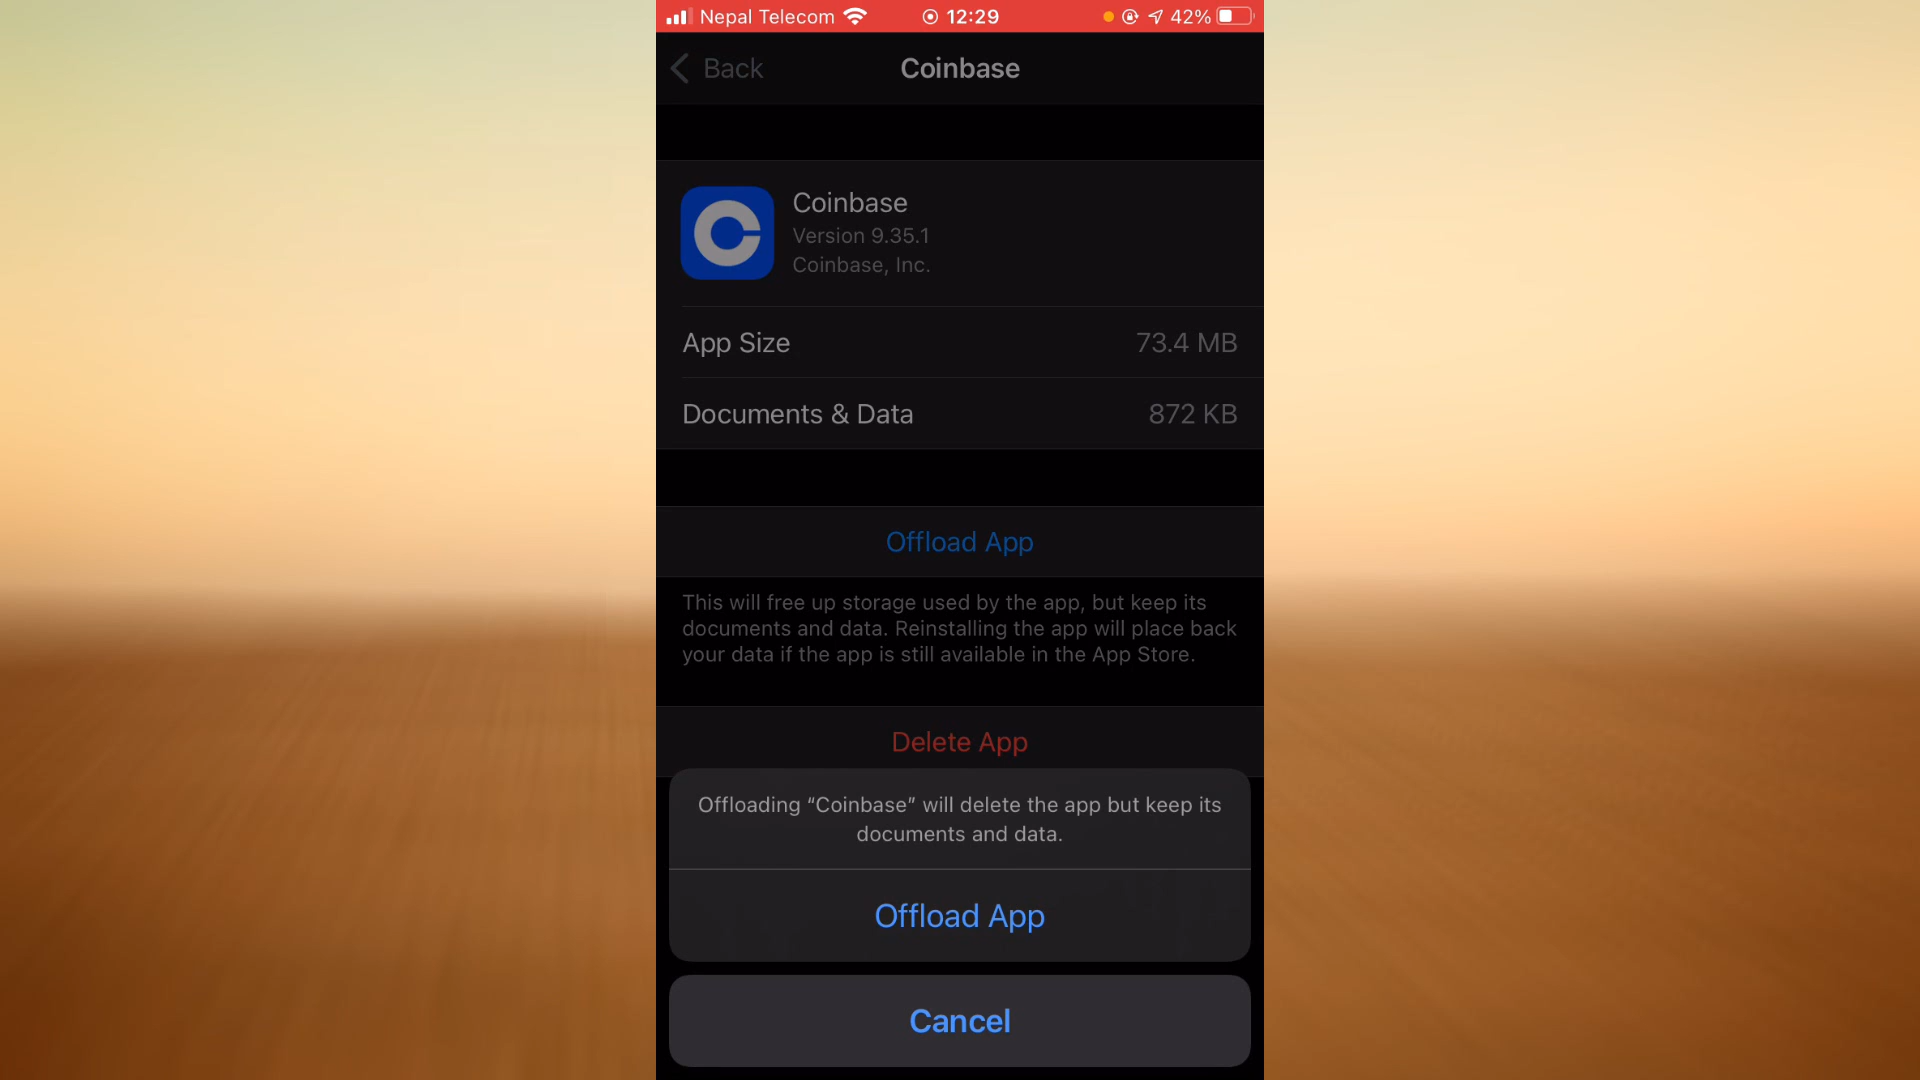 Nepal Telecom 12:29 42%
Back Coinbase
Coinbase
Version 9.35.1
Coinbase, Inc.
App Size 73.4 MB
Documents & Data 872 KB
Offload App
This will free up storage used by the app, but keep its
documents and data. Reinstalling the app will place back
your data if the app is still available in the App Store.
Delete App
Offloading “Coinbase” will delete the app but keep its
documents and data.
Offload App
Cancel